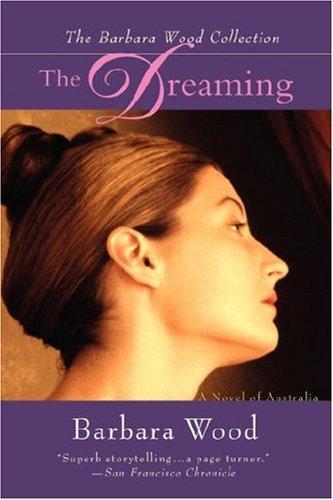 The Barbara Wood Collection
The Dreaming
A Novel of Australia
Barbara Wood
"Superb storytelling...a page turner."
—San Francisco Chronicle